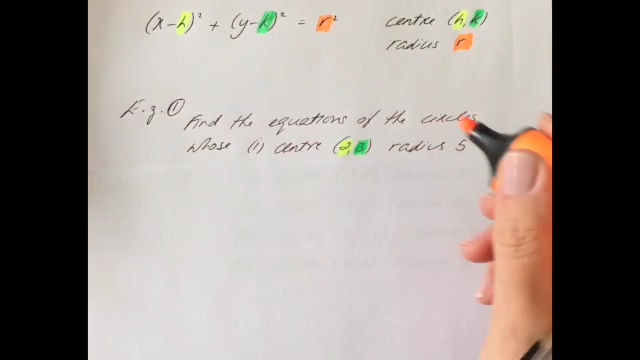 (x-h)² + (y-k)² = r² centre (h, k)
radius r
E.g. ①
Find the equations of the circles
whose (i) centre (2, 3) radius 5